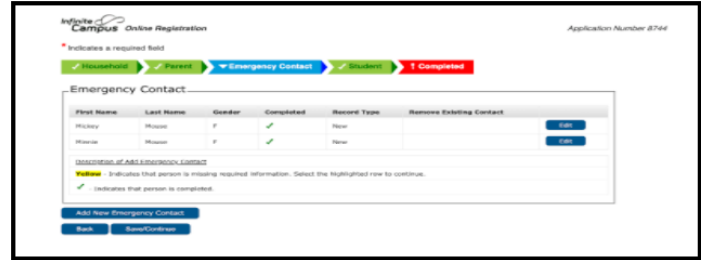 Infinite Campus Online Registration
Application Number 8744
* Indicates a required field
✓ Household ✓ Parent Emergency Contact ✓ Student ! Completed
Emergency Contact
First Name Last Name Gender Completed Record Type Remove Existing Contact
Mickey Mouse F ✓ New Edit
Minnie Mouse F ✓ New Edit
Description of Add Emergency Contact
Yellow - Indicates that person is missing required information. Select the highlighted row to continue.
✓ - Indicates that person is completed.
Add New Emergency Contact
Back Save/Continue